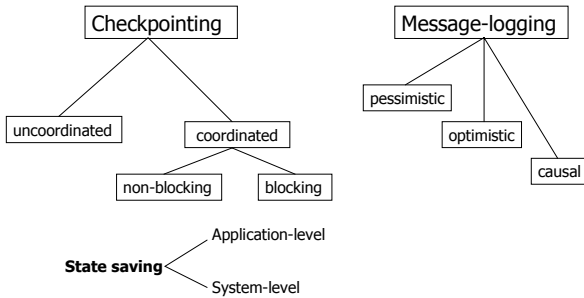 Checkpointing
Message-logging
pessimistic
uncoordinated
coordinated
optimistic
non-blocking
blocking
causal
Application-level
State saving
System-level